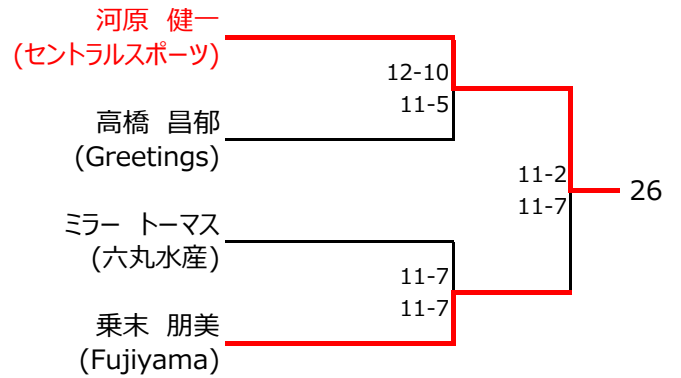 河原　健一
(セントラルスポーツ)
12-10
11-5
高橋　昌郁
(Greetings)
11-2
11-7
26
ミラー　トーマス
(六丸水産)
11-7
11-7
乗末　朋美
(Fujiyama)